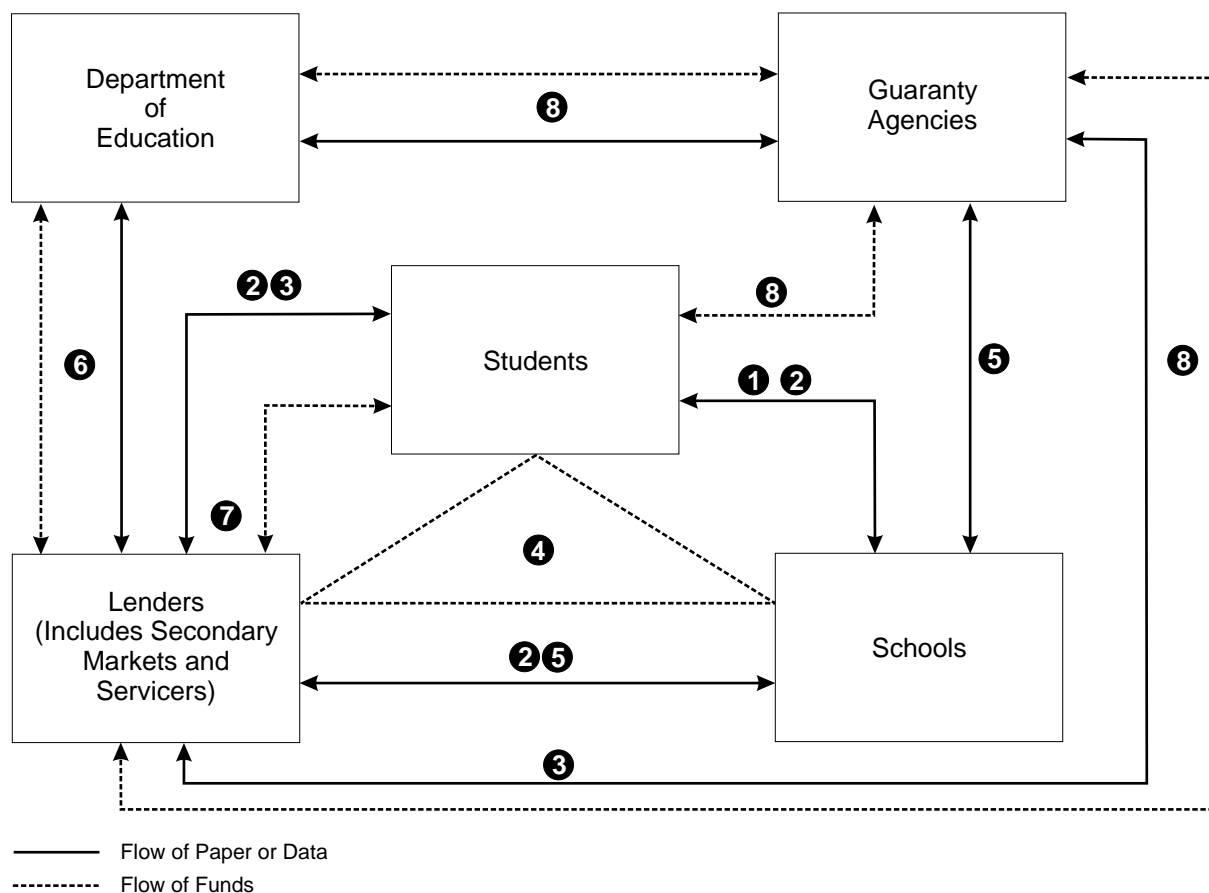 Department
of
Education
8
Guaranty
Agencies
2 3
8
6
Students
5
8
1 2
7
4
Lenders
(Includes Secondary
Markets and
Servicers)
2 5
Schools
3
Flow of Paper or Data
Flow of Funds